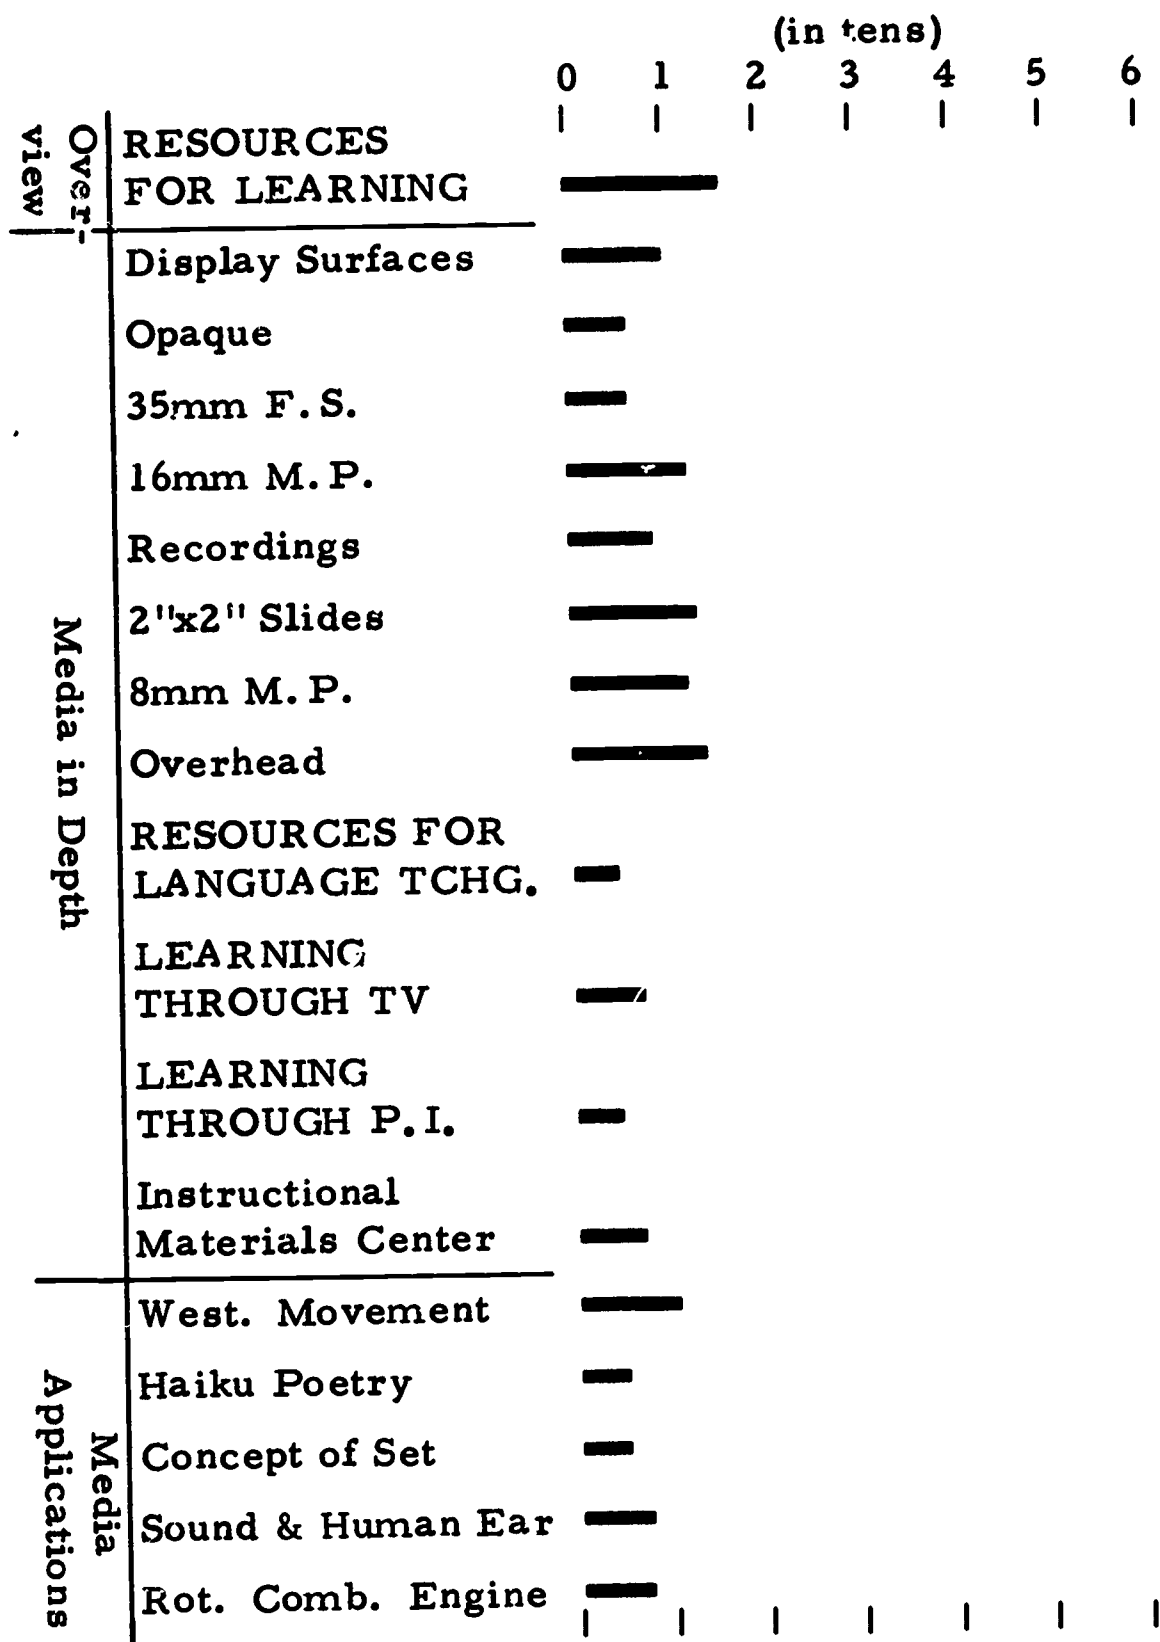 (in tens)
0 1 2 3 4 5 6
Over-
view
RESOURCES
FOR LEARNING
Media in Depth
Display Surfaces
Opaque
35mm F.S.
16mm M.P.
Recordings
2"x2" Slides
8mm M.P.
Overhead
RESOURCES FOR
LANGUAGE TCHG.
LEARNING
THROUGH TV
LEARNING
THROUGH P.I.
Instructional
Materials Center
Media
Applications
West. Movement
Haiku Poetry
Concept of Set
Sound & Human Ear
Rot. Comb. Engine